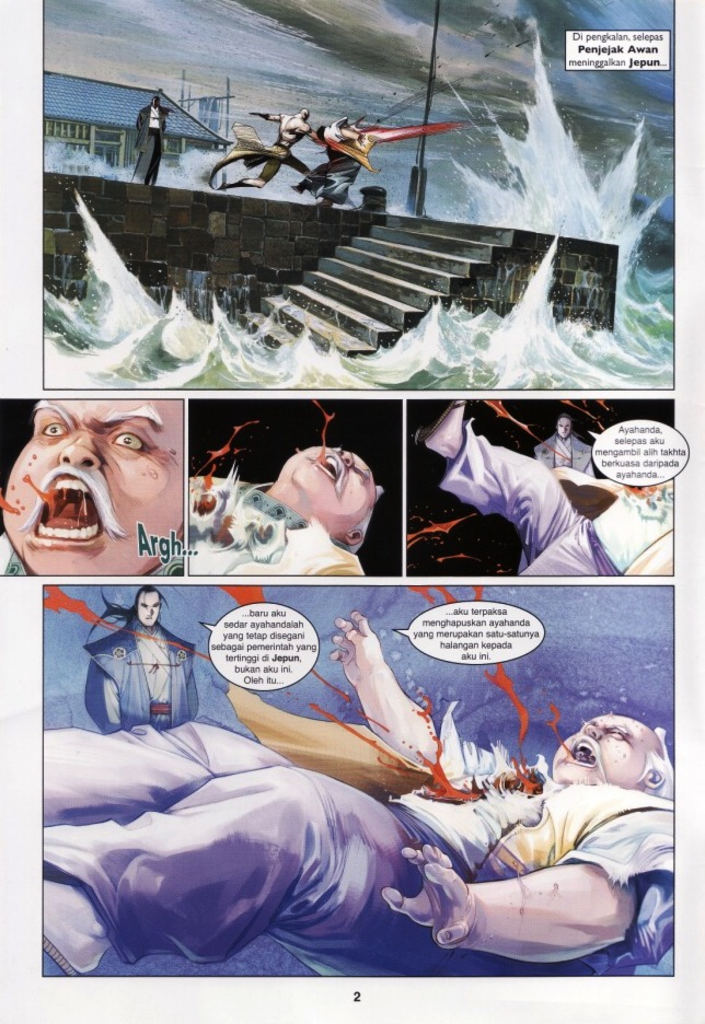 Di pengkalan, selepas
Penjejak Awan
meninggalkan Jepun...
Argh...
Ayahanda,
selepas aku
mengambil alih takhta
berkuasa daripada
ayahanda...
...baru aku
sedar ayahandalah
yang tetap disegani
sebagai pemerintah yang
tertinggi di Jepun,
bukan aku ini.
Oleh itu...
...aku terpaksa
menghapuskan ayahanda
yang merupakan satu-satunya
halangan kepada
aku ini.
2